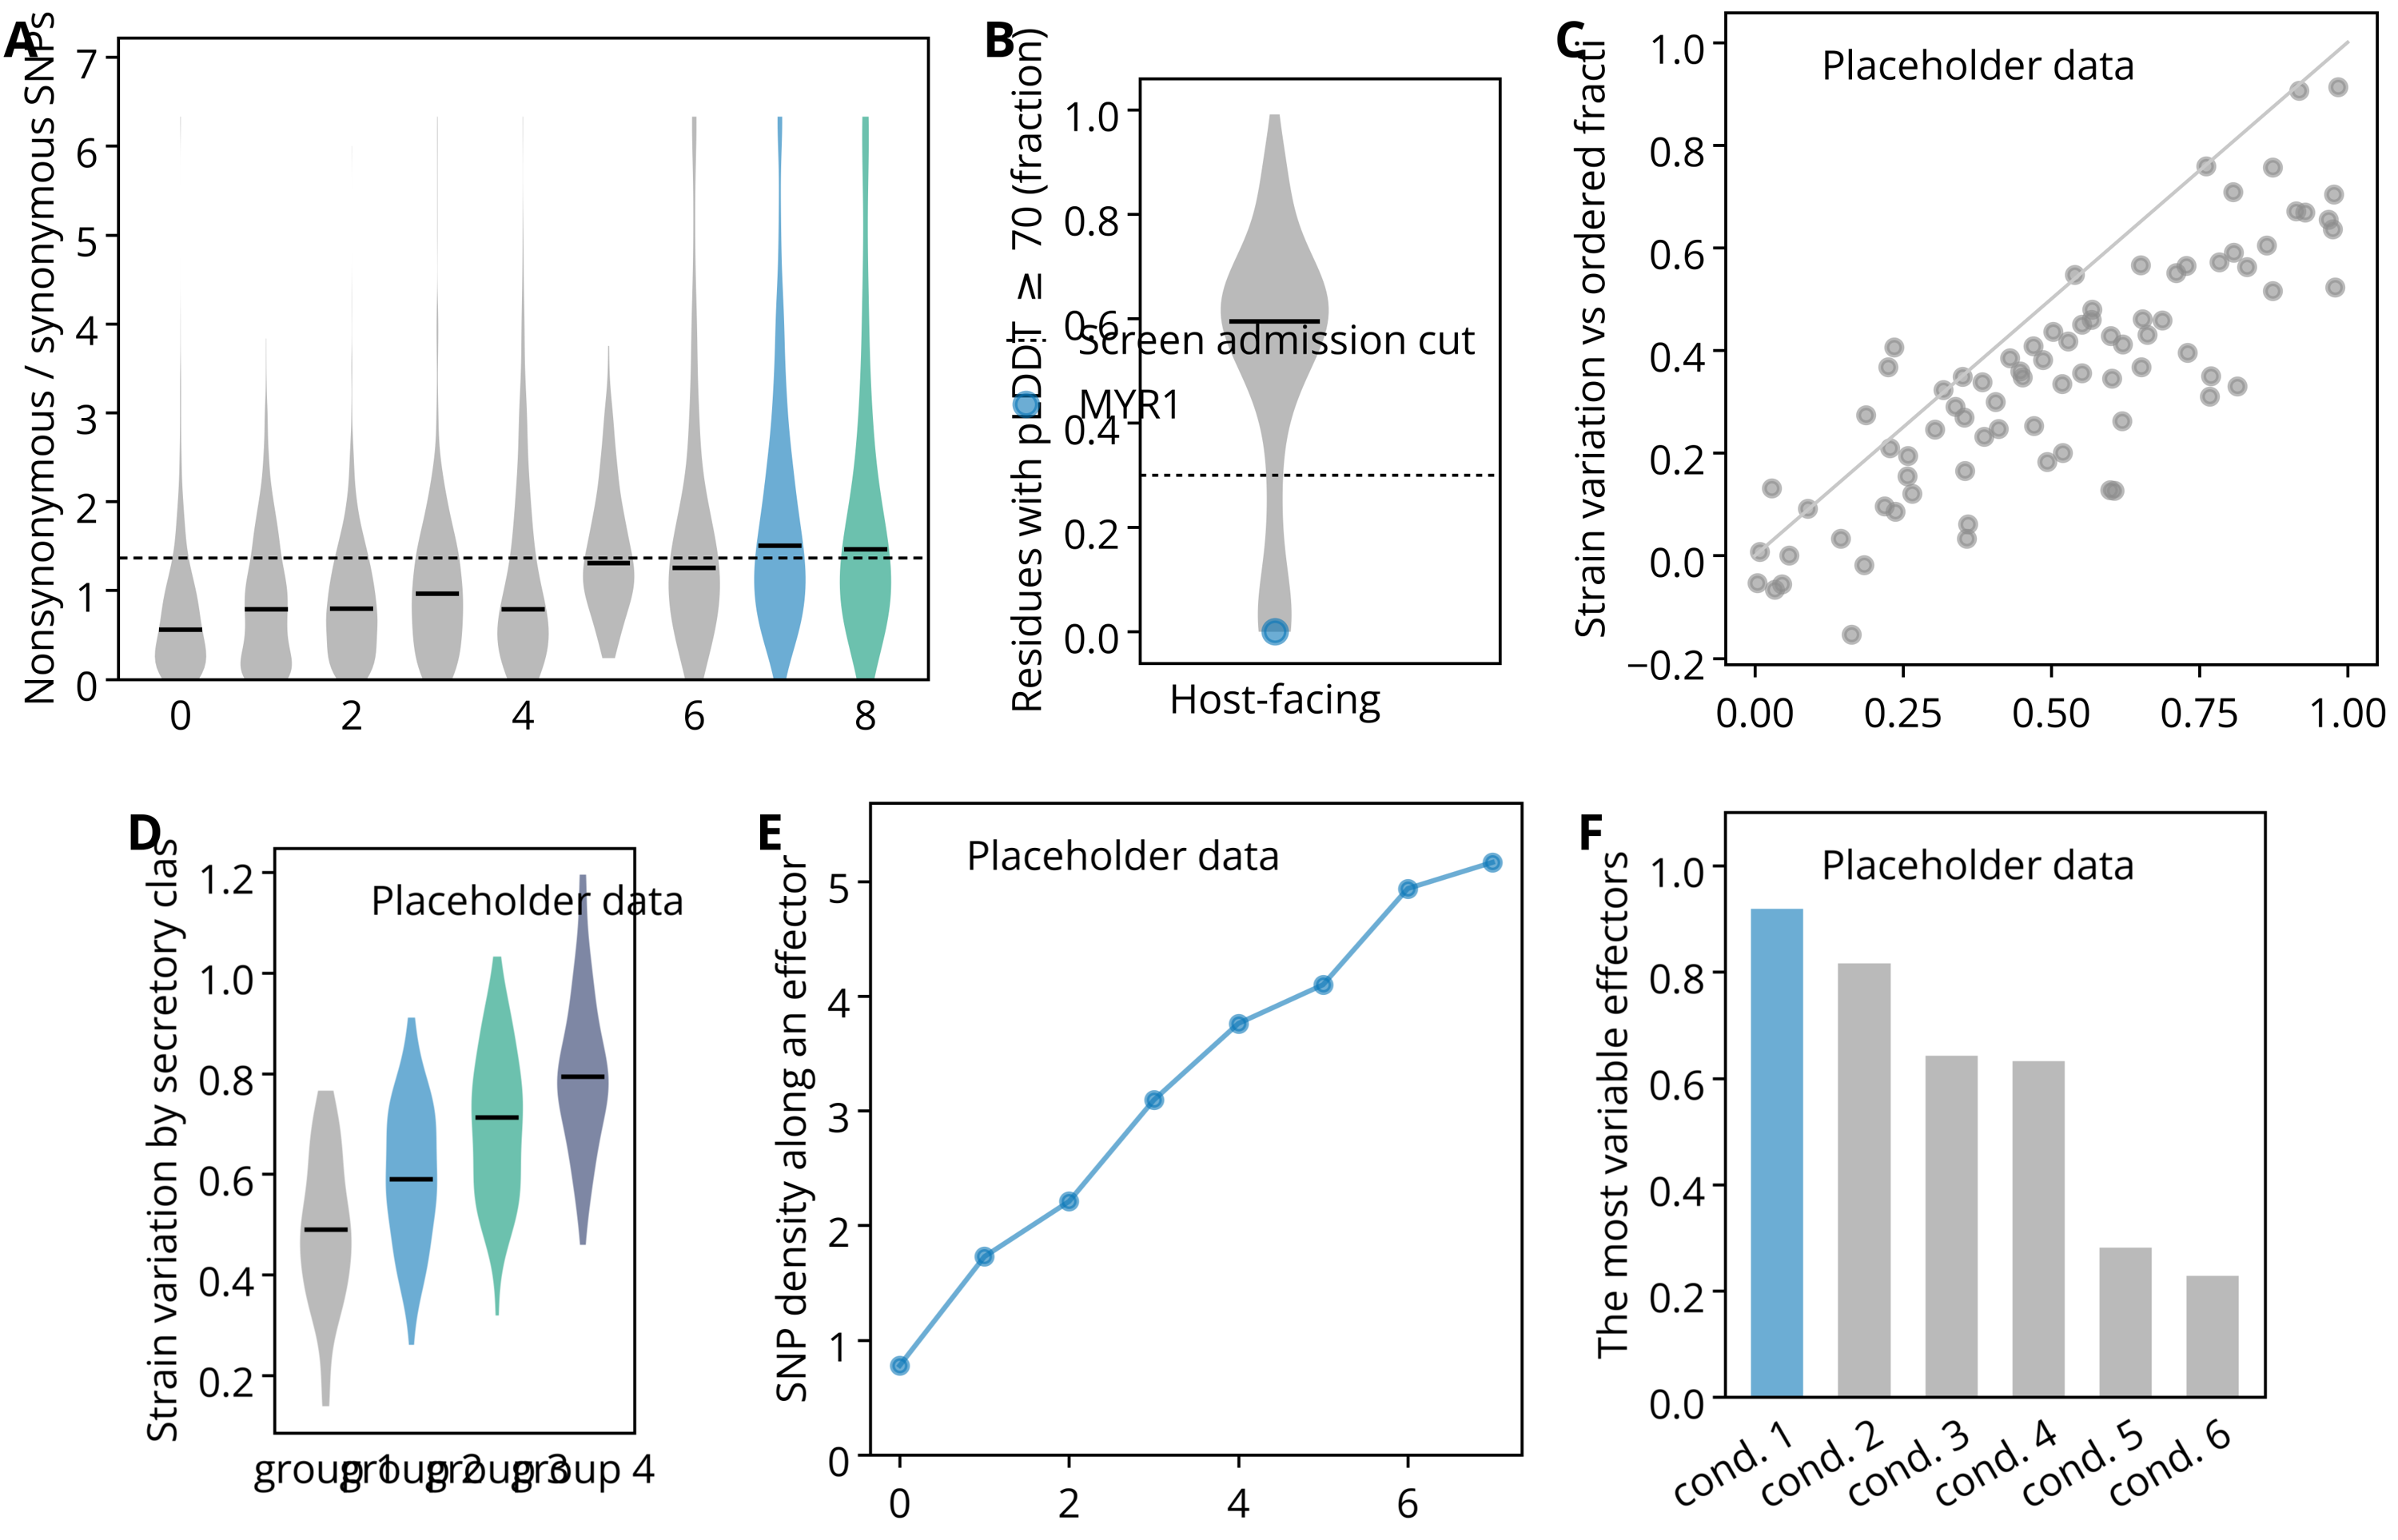 A
Nonsynonymous / synonymous SNPs
7
6
5
4
3
2
1
0
0 2 4 6 8
B
Residues with pLDDT ≥ 70 (fraction)
1.0
0.8
0.6
0.4
0.2
0.0
Screen admission cut
MYR1
Host-facing
C
Strain variation vs ordered fracti
Placeholder data
1.0
0.8
0.6
0.4
0.2
0.0
−0.2
0.00 0.25 0.50 0.75 1.00
D
Strain variation by secretory clas
Placeholder data
1.2
1.0
0.8
0.6
0.4
0.2
group 1 group 2 group 3 group 4
E
SNP density along an effector
Placeholder data
5
4
3
2
1
0
0 2 4 6
F
The most variable effectors
Placeholder data
1.0
0.8
0.6
0.4
0.2
0.0
cond. 1 cond. 2 cond. 3 cond. 4 cond. 5 cond. 6